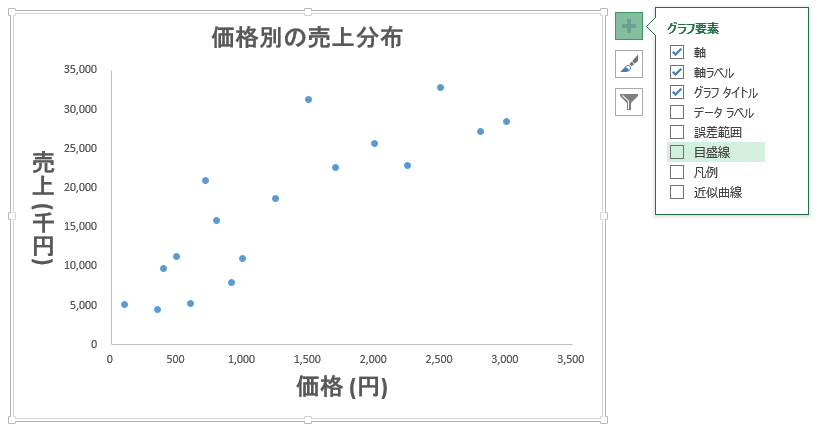 価格別の売上分布
35,000
30,000
25,000
20,000
15,000
10,000
5,000
0
売上 (千円)
0 500 1,000 1,500 2,000 2,500 3,000 3,500
価格 (円)
グラフ要素
軸
軸ラベル
グラフ タイトル
データ ラベル
誤差範囲
目盛線
凡例
近似曲線